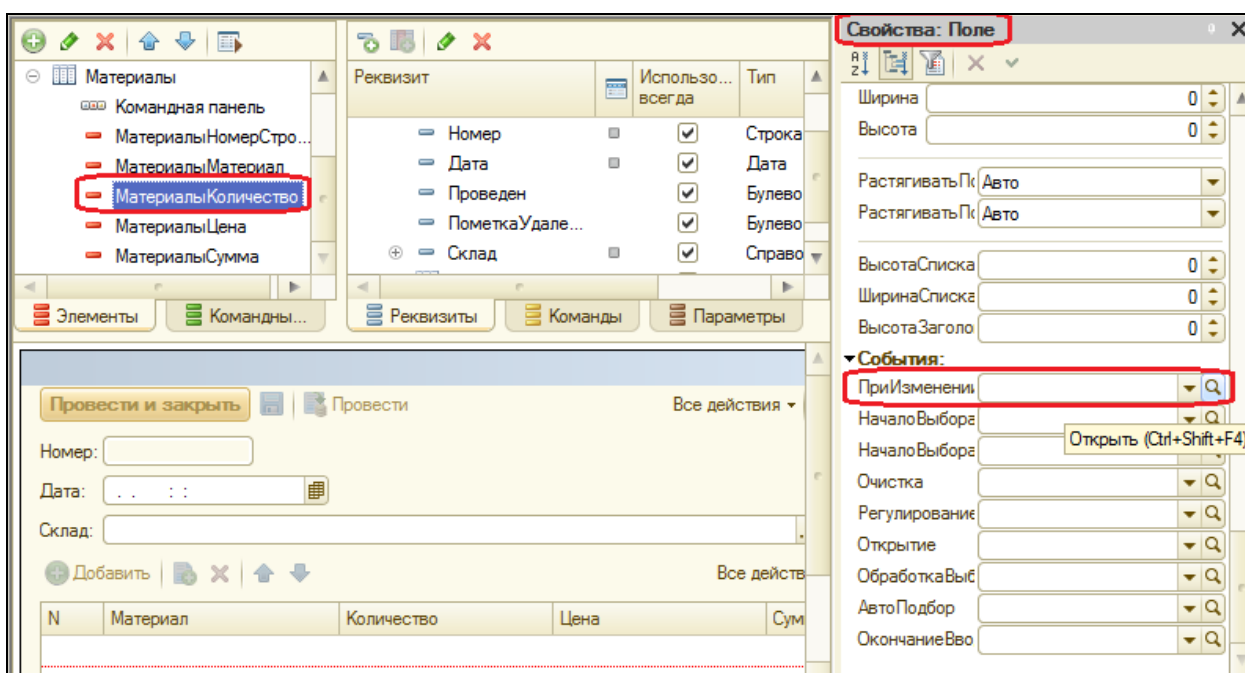 Материалы
Командная панель
МатериалыНомерСтро...
МатериалыМатериал
МатериалыКоличество
МатериалыЦена
МатериалыСумма
Элементы
Командны...
Реквизит
Использо...
всегда
Тип
Номер
Строка
Дата
Дата
Проведен
Булево
ПометкаУдале...
Булево
Склад
Справо
Реквизиты
Команды
Параметры
Провести и закрыть
Провести
Все действия
Номер:
Дата:
. . : :
Склад:
Добавить
Все действ
N Материал Количество Цена Сум
Свойства: Поле
Ширина 0
Высота 0
РастягиватьПо Авто
РастягиватьПо Авто
ВысотаСписка 0
ШиринаСписка 0
ВысотаЗаголо 0
События:
ПриИзменении
НачалоВыбора
Открыть (Ctrl+Shift+F4)
НачалоВыбора
Очистка
Регулирование
Открытие
ОбработкаВыб
АвтоПодбор
ОкончаниеВво